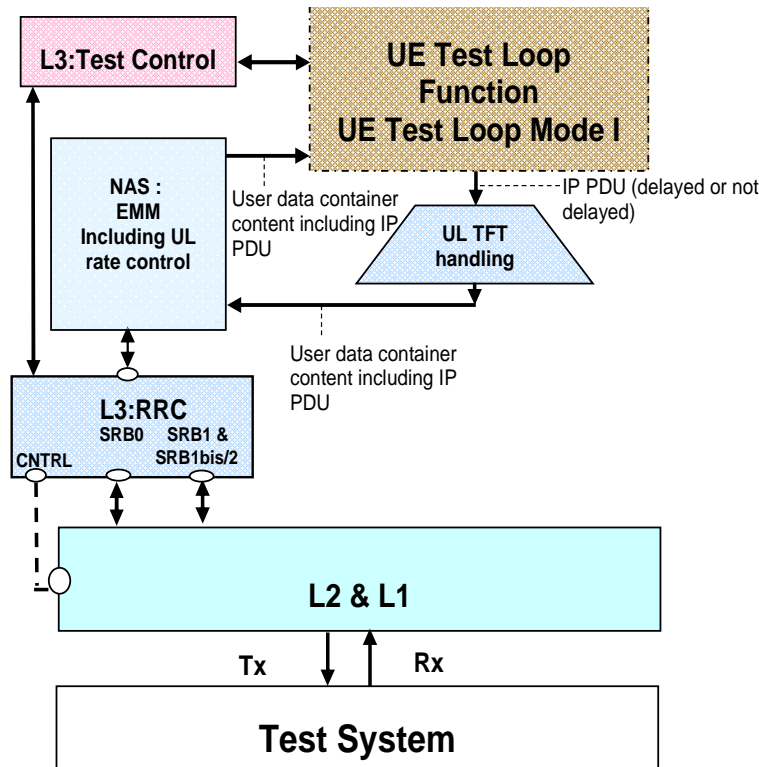 L3:Test Control
UE Test Loop
Function
UE Test Loop Mode I
NAS :
EMM
Including UL
rate control
User data container
content including IP
PDU
IP PDU (delayed or not
delayed)
UL TFT
handling
User data container
content including IP
PDU
L3:RRC
SRB0
SRB1 &
SRB1bis/2
CNTRL
L2 & L1
Tx
Rx
Test System